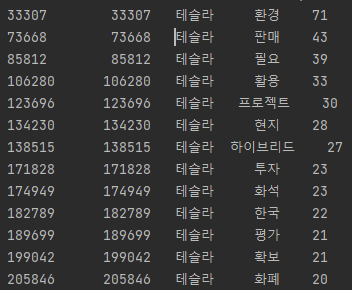 33307 33307 테슬라 환경 71
73668 73668 테슬라 판매 43
85812 85812 테슬라 필요 39
106280 106280 테슬라 활용 33
123696 123696 테슬라 프로젝트 30
134230 134230 테슬라 현지 28
138515 138515 테슬라 하이브리드 27
171828 171828 테슬라 투자 23
174949 174949 테슬라 화석 23
182789 182789 테슬라 한국 22
189699 189699 테슬라 평가 21
199042 199042 테슬라 확보 21
205846 205846 테슬라 화폐 20